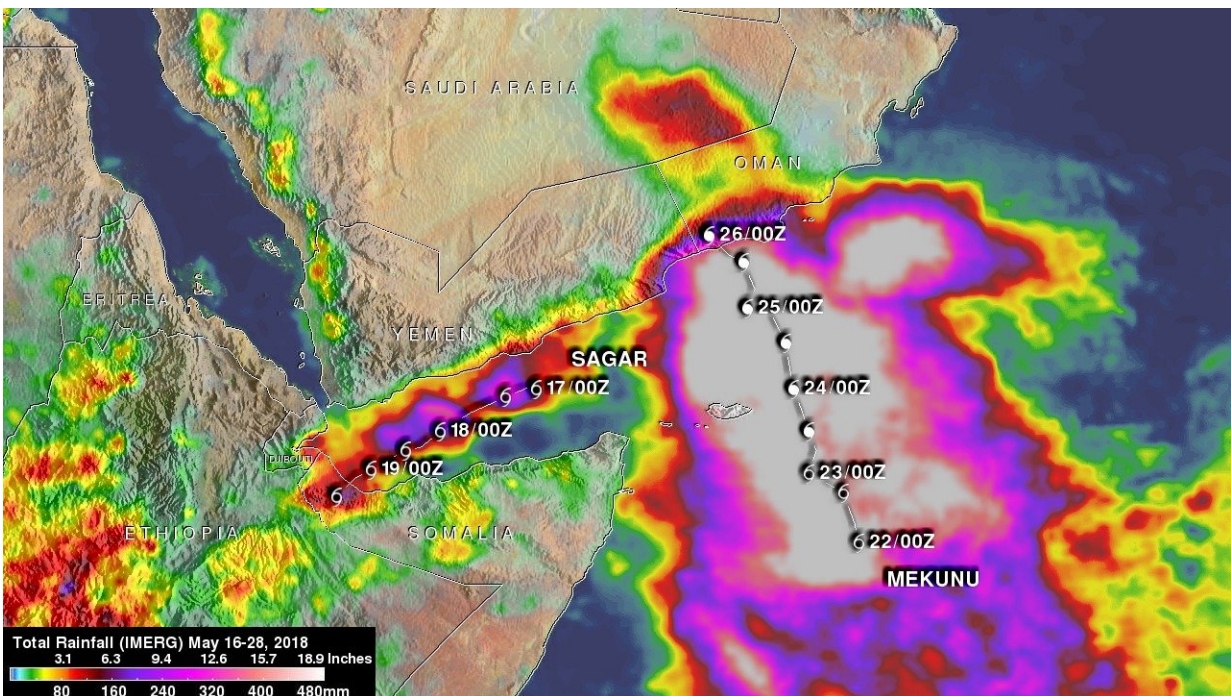 SAUDI ARABIA
OMAN
26/00Z
ERITREA
25/00Z
YEMEN
SAGAR
17/00Z
24/00Z
18/00Z
DJIBOUTI
19/00Z
23/00Z
ETHIOPIA
SOMALIA
22/00Z
MEKUNU
Total Rainfall (IMERG) May 16-28, 2018
3.1 6.3 9.4 12.6 15.7 18.9 Inches
80 160 240 320 400 480mm